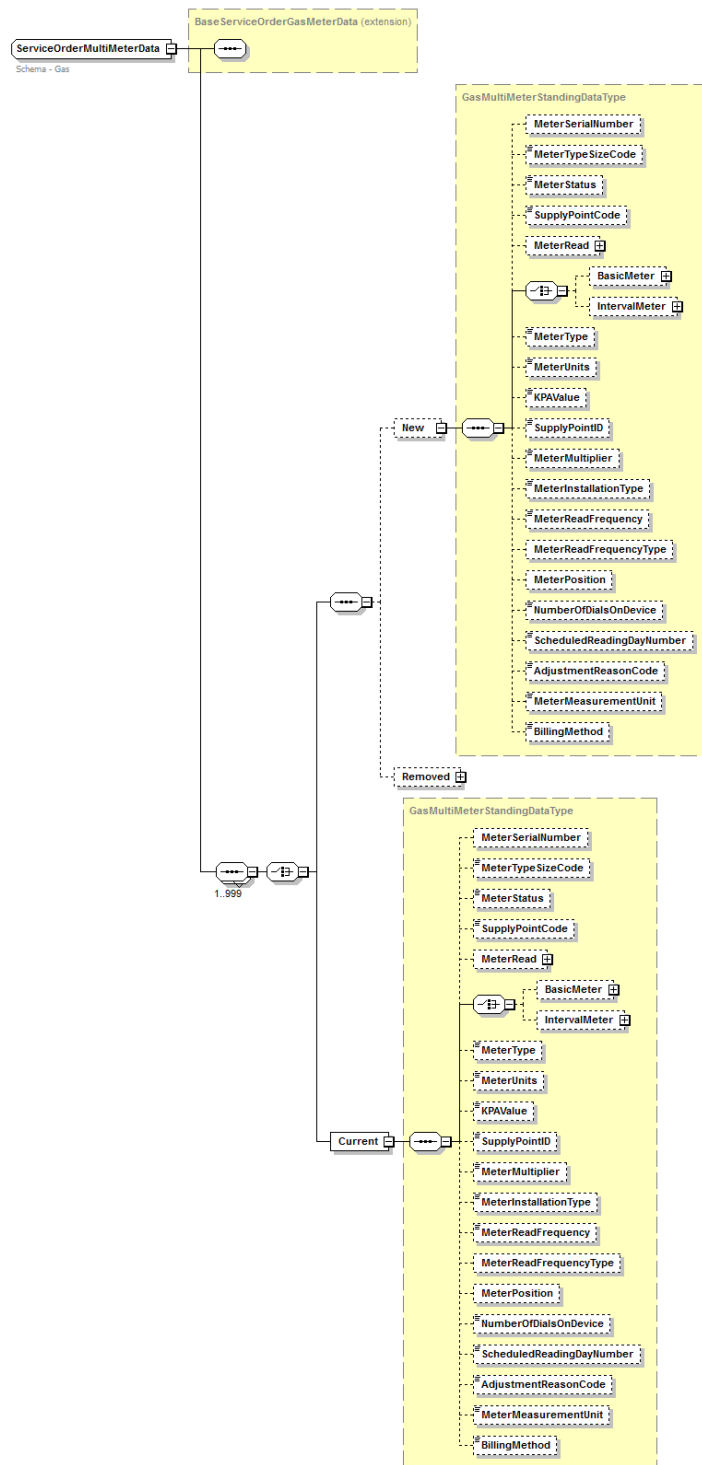 BaseServiceOrderGasMeterData (extension)
ServiceOrderMultiMeterData
Schema - Gas
GasMultiMeterStandingDataType
MeterSerialNumber
MeterTypeSizeCode
MeterStatus
SupplyPointCode
MeterRead
BasicMeter
IntervalMeter
MeterType
MeterUnits
KPAValue
New
SupplyPointID
MeterMultiplier
MeterInstallationType
MeterReadFrequency
MeterReadFrequencyType
MeterPosition
NumberOfDialsOnDevice
ScheduledReadingDayNumber
AdjustmentReasonCode
MeterMeasurementUnit
BillingMethod
Removed
GasMultiMeterStandingDataType
MeterSerialNumber
MeterTypeSizeCode
1..999
MeterStatus
SupplyPointCode
MeterRead
BasicMeter
IntervalMeter
MeterType
MeterUnits
KPAValue
Current
SupplyPointID
MeterMultiplier
MeterInstallationType
MeterReadFrequency
MeterReadFrequencyType
MeterPosition
NumberOfDialsOnDevice
ScheduledReadingDayNumber
AdjustmentReasonCode
MeterMeasurementUnit
BillingMethod